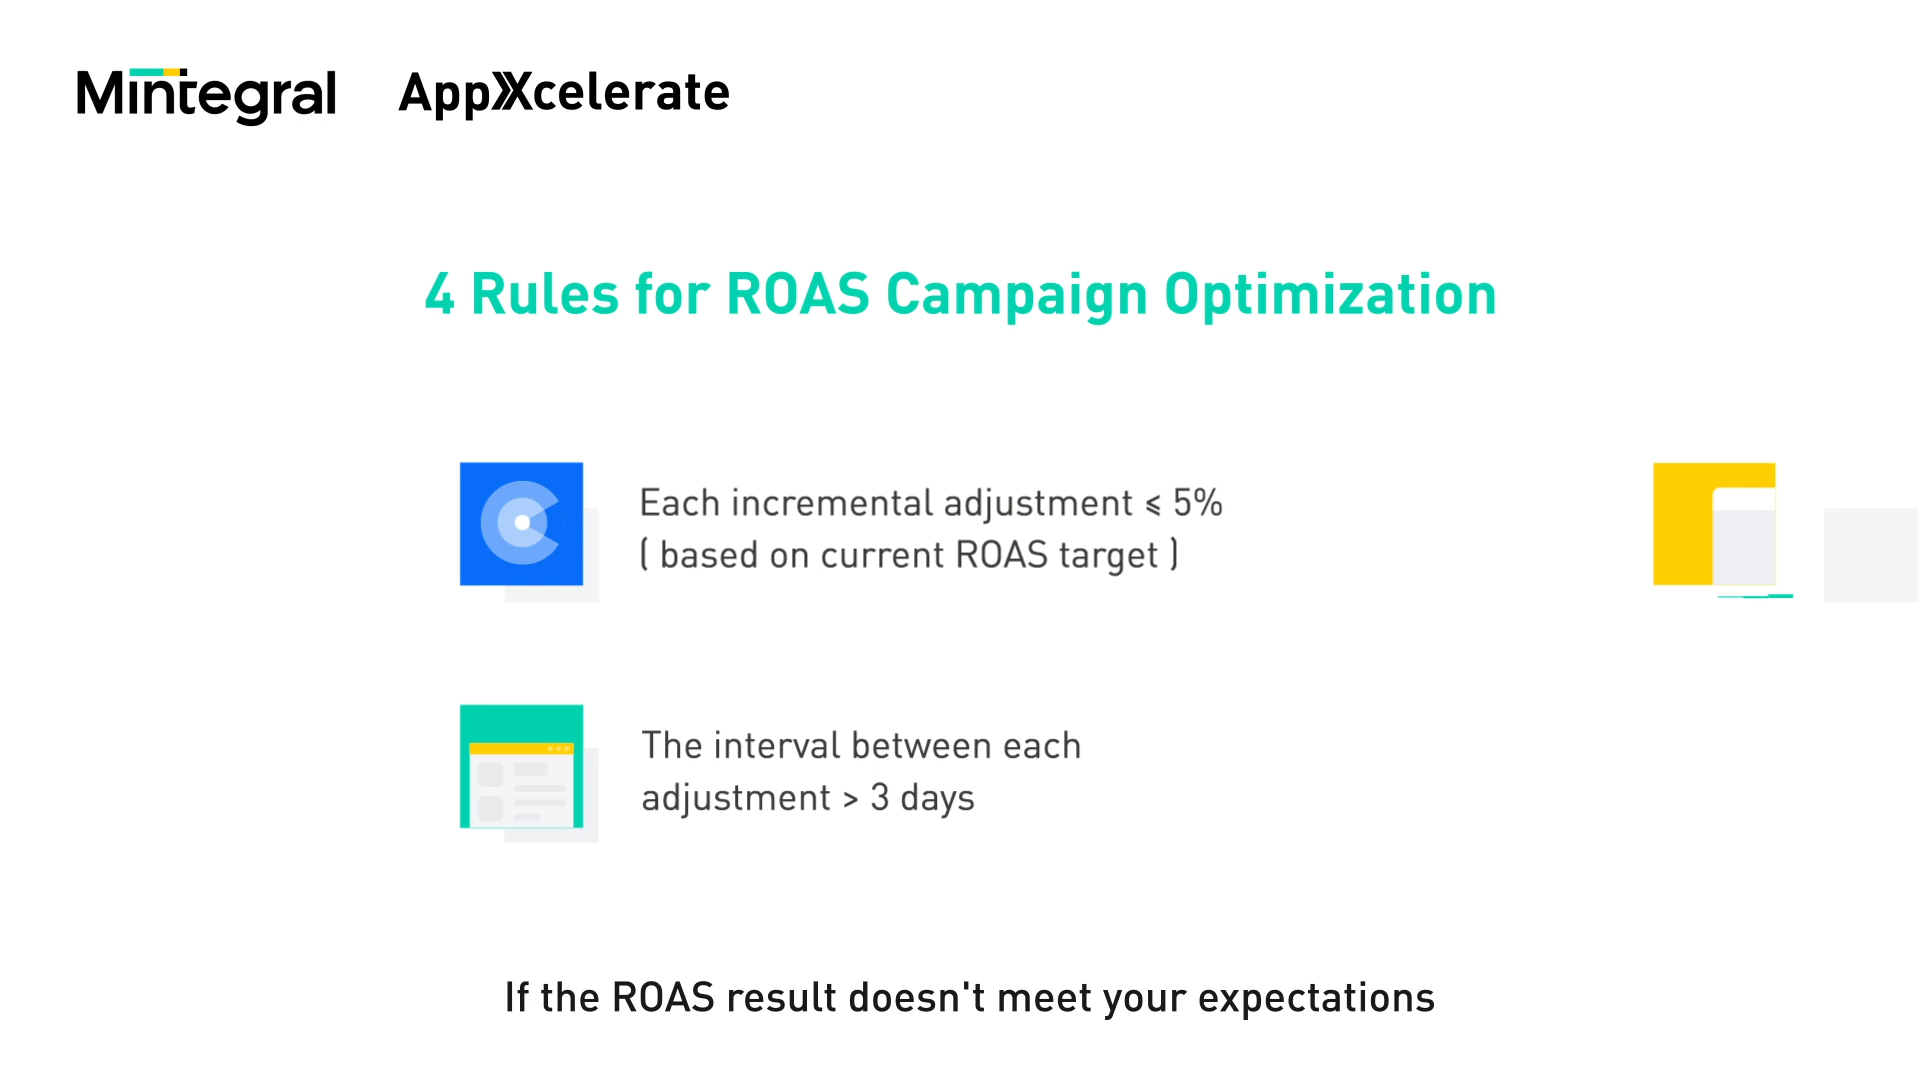 Mintegral
AppXcelerate
4 Rules for ROAS Campaign Optimization
Each incremental adjustment ⩽ 5%
( based on current ROAS target )
The interval between each
adjustment > 3 days
If the ROAS result doesn't meet your expectations